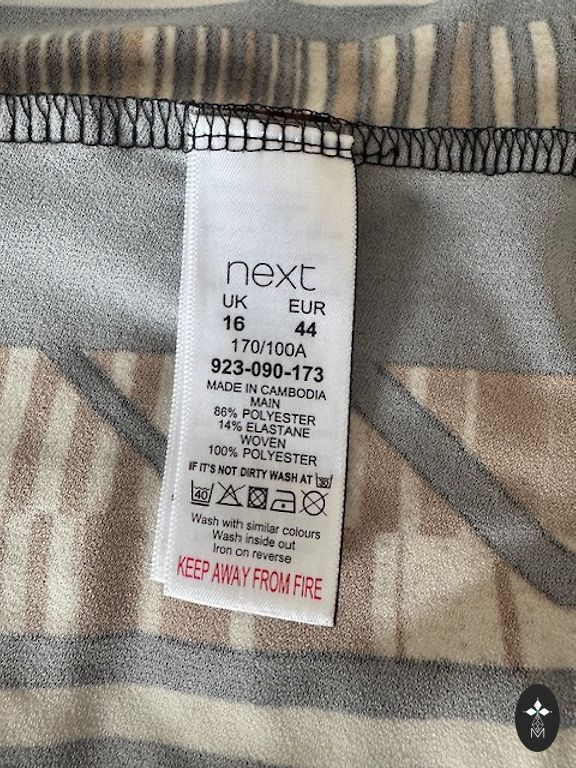 next
UK EUR
16 44
170/100A
923-090-173
MADE IN CAMBODIA
MAIN
86% POLYESTER
14% ELASTANE
WOVEN
100% POLYESTER
IF IT'S NOT DIRTY WASH AT 30
40
Wash with similar colours
Wash inside out
Iron on reverse
KEEP AWAY FROM FIRE